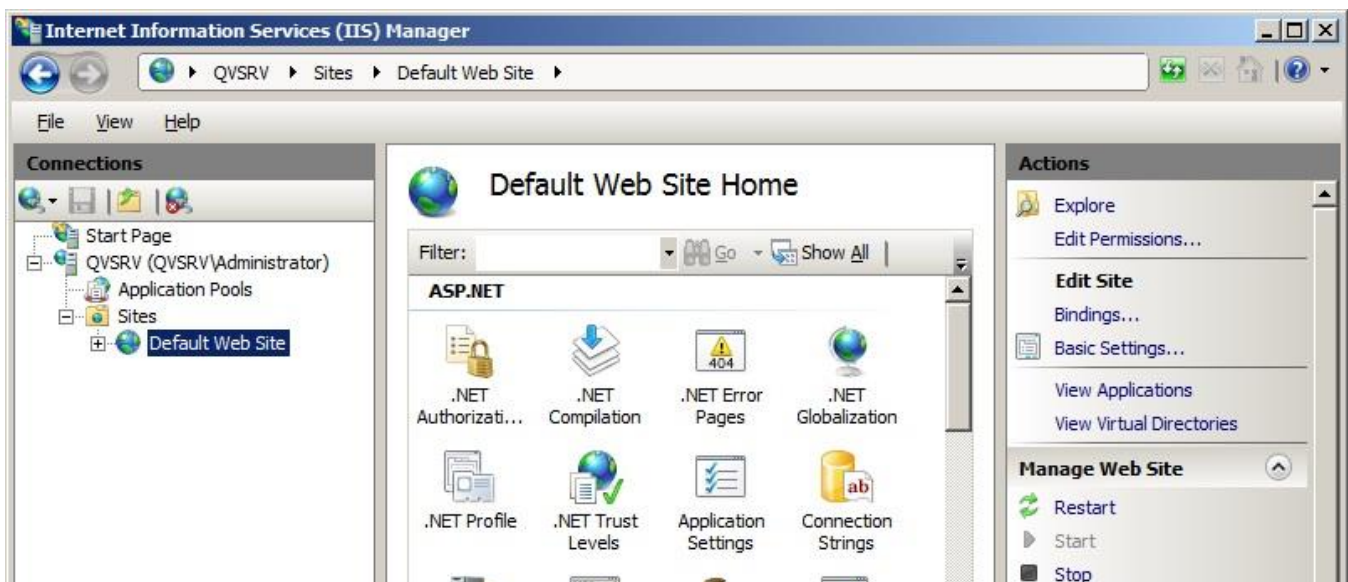 Internet Information Services (IIS) Manager
QVSRV Sites Default Web Site
File View Help
Connections
Start Page
QVSRV (QVSRV\Administrator)
Application Pools
Sites
Default Web Site
Default Web Site Home
Filter: Go Show All
ASP.NET
.NET Authorizati...
.NET Compilation
404
.NET Error Pages
.NET Globalization
.NET Profile
.NET Trust Levels
Application Settings
ab
Connection Strings
Actions
Explore
Edit Permissions...
Edit Site
Bindings...
Basic Settings...
View Applications
View Virtual Directories
Manage Web Site
Restart
Start
Stop